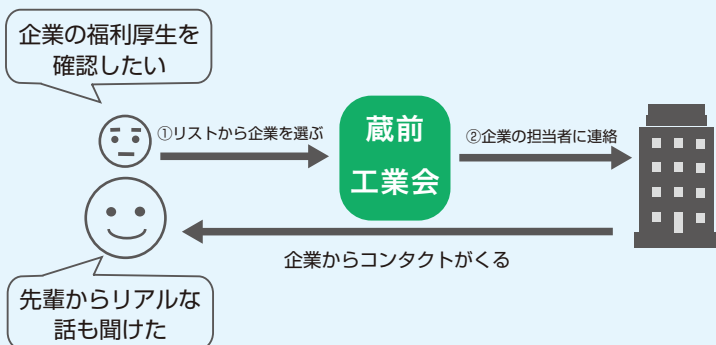 企業の福利厚生を
確認したい
①リストから企業を選ぶ
蔵前
工業会
②企業の担当者に連絡
企業からコンタクトがくる
先輩からリアルな
話も聞けた